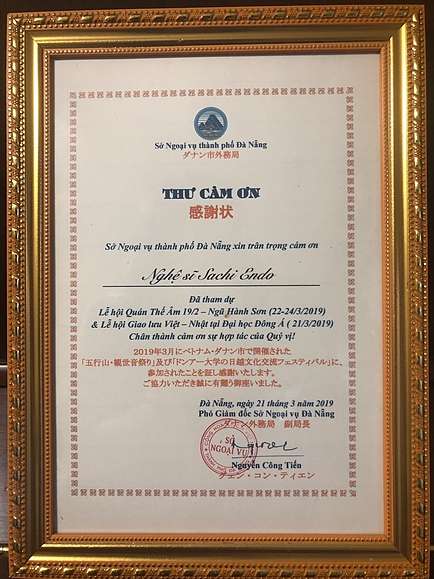 Sở Ngoại vụ thành phố Đà Nẵng
ダナン市外務局
THƯ CẢM ƠN
感謝状
Sở Ngoại vụ thành phố Đà Nẵng xin trân trọng cảm ơn
Nghệ sĩ Sachi Endo
Đã tham dự
Lễ hội Quán Thế Âm 19/2 – Ngũ Hành Sơn (22-24/3/2019)
& Lễ hội Giao lưu Việt – Nhật tại Đại học Đông Á ( 21/3/2019)
Chân thành cảm ơn sự hợp tác của Quý vị!
2019年3月にベトナム・ダナン市で開催された
「五行山・観世音祭り」及び「ドンアー大学の日越文化交流フェスティバル」に、
参加されたことを証し感謝いたします。
ご協力いただき誠に有難う御座いました。
Đà Nẵng, ngày 21 tháng 3 năm 2019
Phó Giám đốc Sở Ngoại vụ Đà Nẵng
ダナン外務局 副局長
SỞ
NGOẠI VỤ
Nguyễn Công Tiến
グェン・コン・ティエン